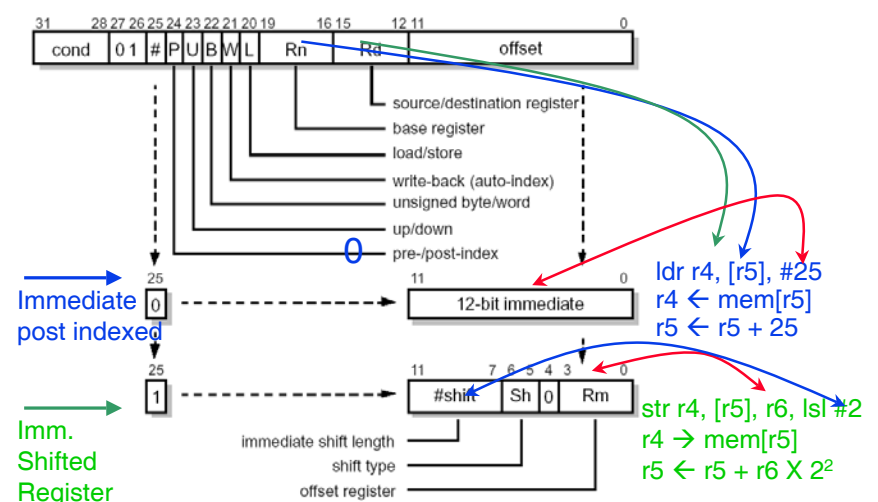 31 28 27 26 25 24 23 22 21 20 19 16 15 12 11 0
cond 0 1 # P U B W L Rn Rd offset
source/destination register
base register
load/store
write-back (auto-index)
unsigned byte/word
up/down
0 pre-/post-index
25 11 0
0 12-bit immediate
Immediate
post indexed
ldr r4, [r5], #25
r4 ← mem[r5]
r5 ← r5 + 25
25 11 7 6 5 4 3 0
1 #shift Sh 0 Rm
Imm.
Shifted
Register
immediate shift length
shift type
offset register
str r4, [r5], r6, lsl #2
r4 → mem[r5]
r5 ← r5 + r6 X 2²